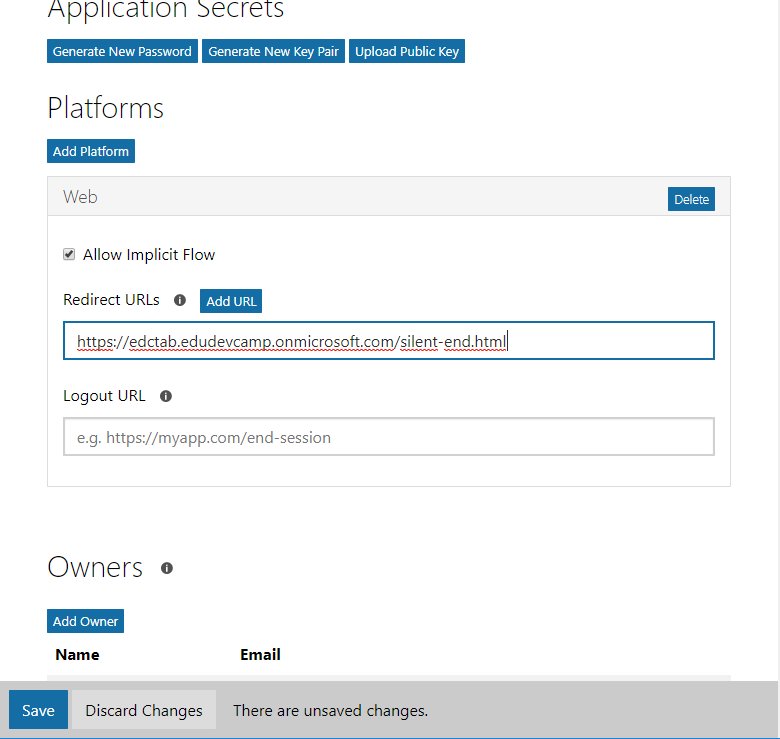 Application Secrets
Generate New Password Generate New Key Pair Upload Public Key
Platforms
Add Platform
Web Delete
Allow Implicit Flow
Redirect URLs Add URL
https://edctab.edudevcamp.onmicrosoft.com/silent-end.html
Logout URL
e.g. https://myapp.com/end-session
Owners
Add Owner
Name Email
Save Discard Changes There are unsaved changes.